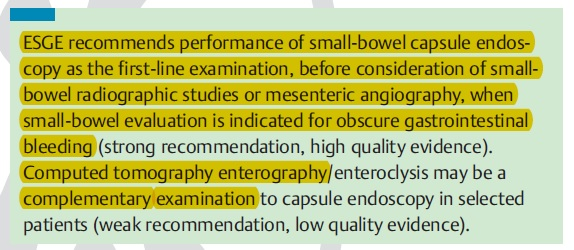 ESGE recommends performance of small-bowel capsule endos-
copy as the first-line examination, before consideration of small-
bowel radiographic studies or mesenteric angiography, when
small-bowel evaluation is indicated for obscure gastrointestinal
bleeding (strong recommendation, high quality evidence).
Computed tomography enterography/enteroclysis may be a
complementary examination to capsule endoscopy in selected
patients (weak recommendation, low quality evidence).